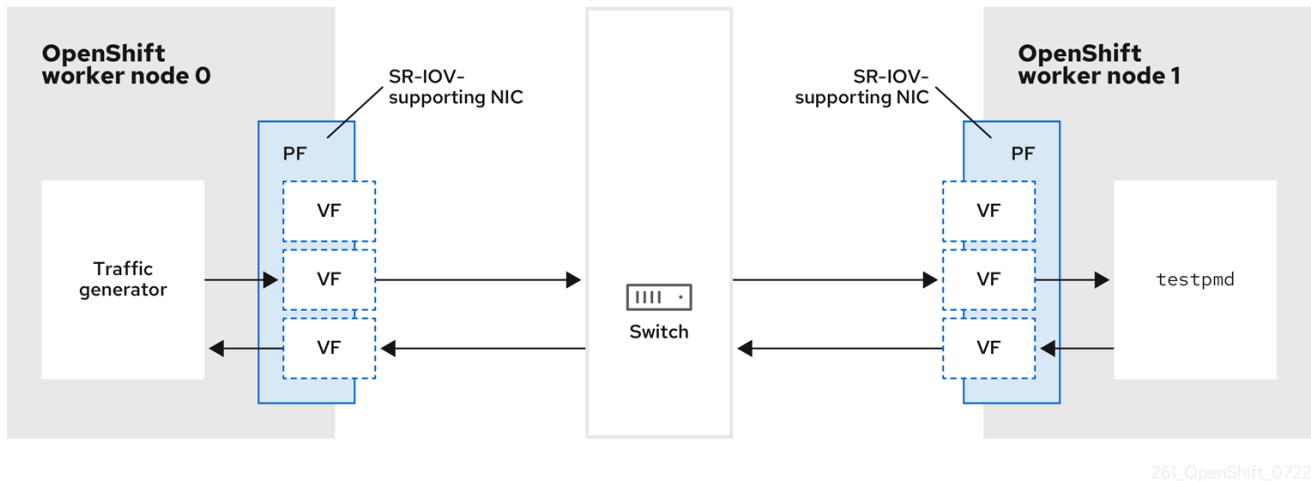 OpenShift
worker node 0
SR-IOV-
supporting NIC
PF
VF
VF
VF
Traffic
generator
Switch
SR-IOV-
supporting NIC
OpenShift
worker node 1
PF
VF
VF
VF
testpmd
261_OpenShift_0722